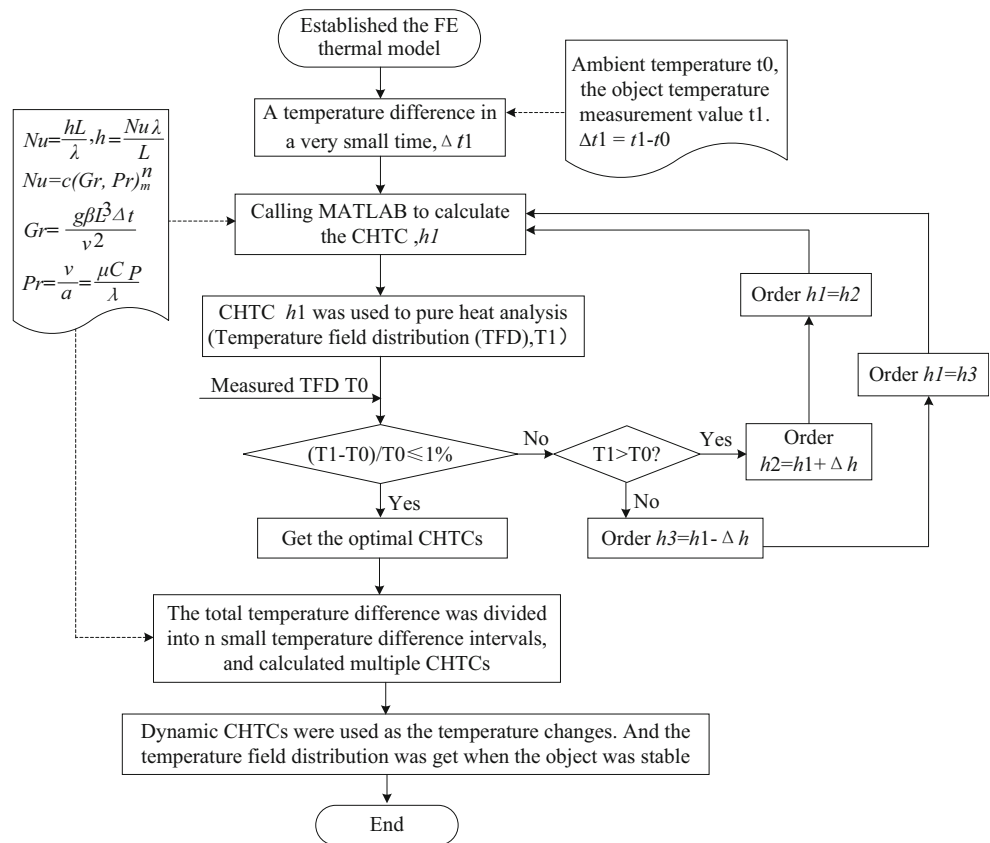 Established the FE
thermal model
Ambient temperature t0,
the object temperature
measurement value t1.
Δt1 = t1-t0
A temperature difference in
a very small time, Δ t1
Nu=hL/λ,h=Nuλ/L
Nu=c(Gr, Pr)ₘⁿ
Gr= gβL³Δt/v²
Pr=v/a=μC P/λ
Calling MATLAB to calculate
the CHTC ,h1
Order h1=h2
CHTC h1 was used to pure heat analysis
(Temperature field distribution (TFD),T1）
Order h1=h3
Measured TFD T0
(T1-T0)/T0≤1%
No
T1>T0?
Yes
Order
h2=h1+Δh
Yes
No
Get the optimal CHTCs
Order h3=h1-Δh
The total temperature difference was divided
into n small temperature difference intervals,
and calculated multiple CHTCs
Dynamic CHTCs were used as the temperature changes. And the
temperature field distribution was get when the object was stable
End